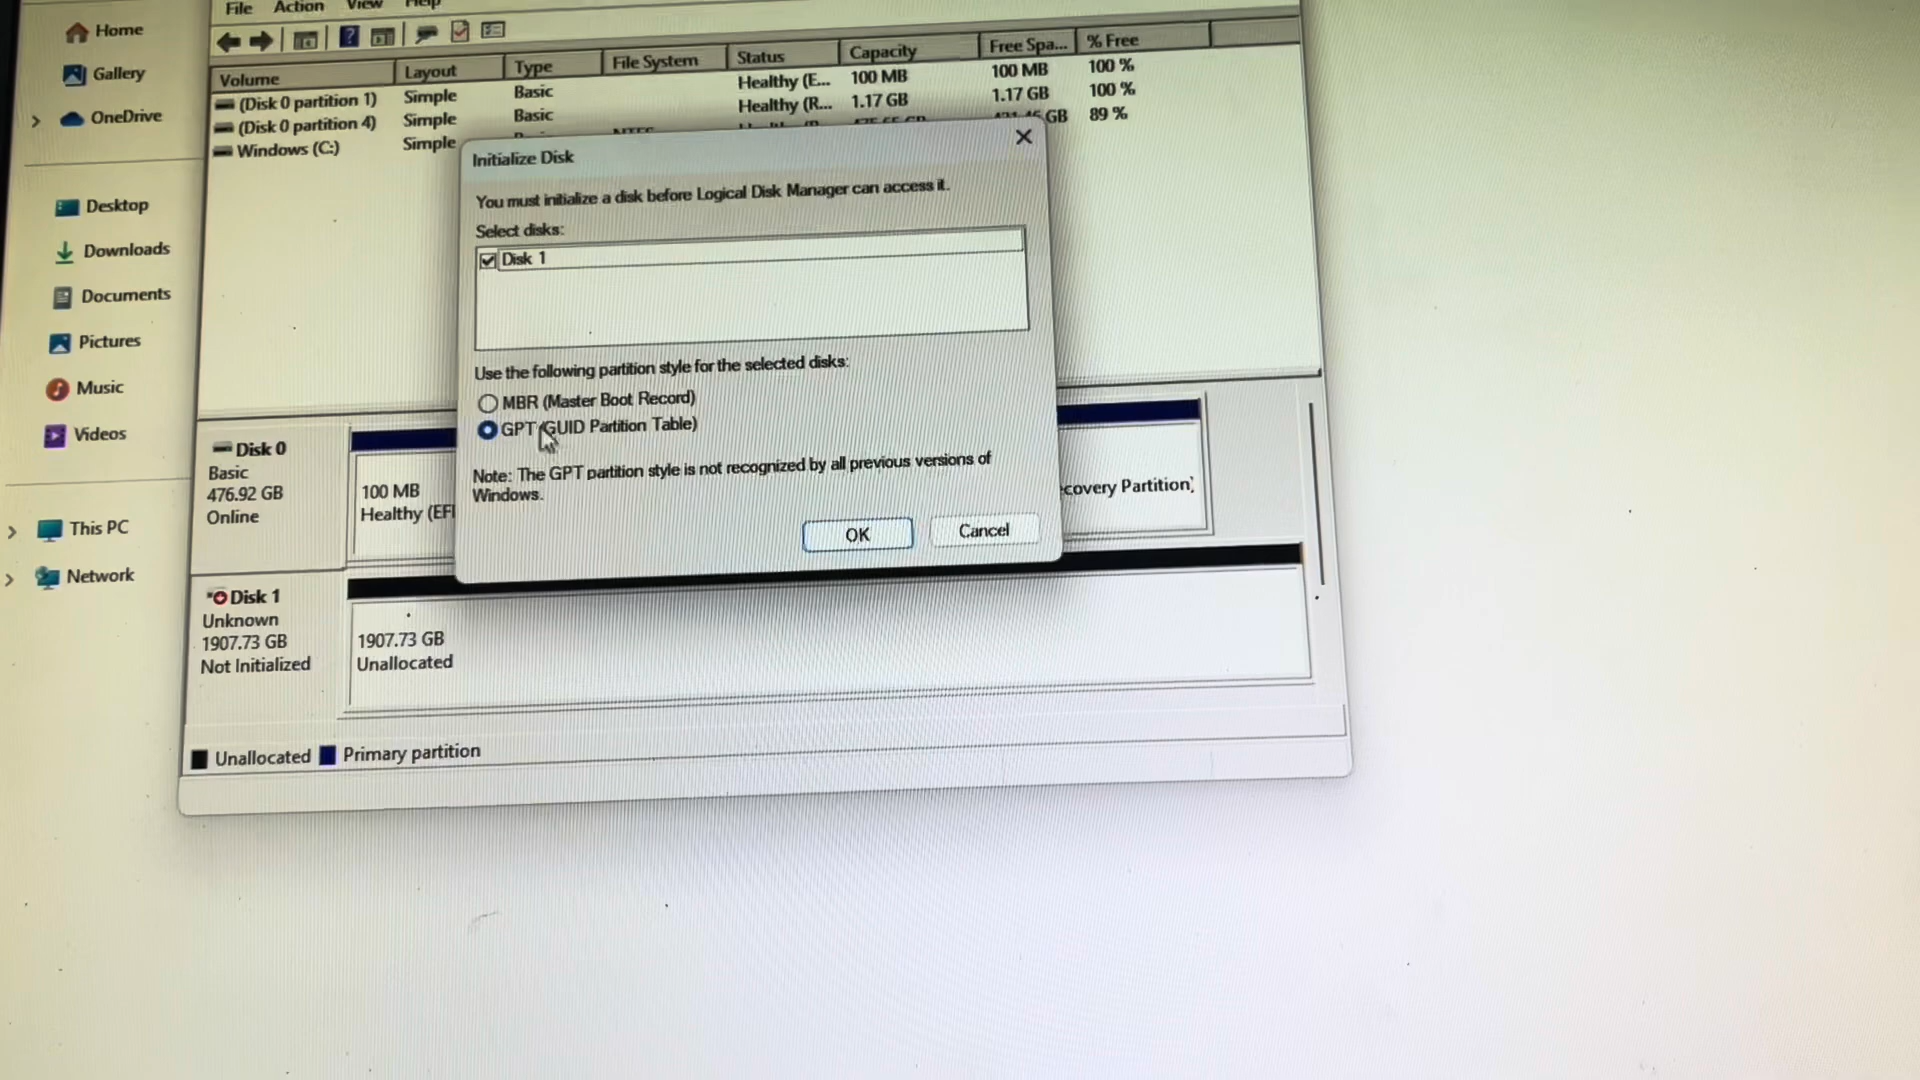 File Action View Help
Home
Gallery
OneDrive
Desktop
Downloads
Documents
Pictures
Music
Videos
This PC
Network
Volume Layout Type File System Status Capacity Free Spa... % Free
(Disk 0 partition 1) Simple Basic Healthy (E... 100 MB 100 MB 100 %
(Disk 0 partition 4) Simple Basic Healthy (R... 1.17 GB 1.17 GB 100 %
Windows (C:) Simple GB 89 %
Initialize Disk
You must initialize a disk before Logical Disk Manager can access it.
Select disks:
Disk 1
Use the following partition style for the selected disks:
MBR (Master Boot Record)
GPT (GUID Partition Table)
Note: The GPT partition style is not recognized by all previous versions of
Windows.
OK Cancel
Disk 0
Basic
476.92 GB
Online
100 MB
Healthy (EFI
covery Partition)
Disk 1
Unknown
1907.73 GB
Not Initialized
1907.73 GB
Unallocated
Unallocated Primary partition